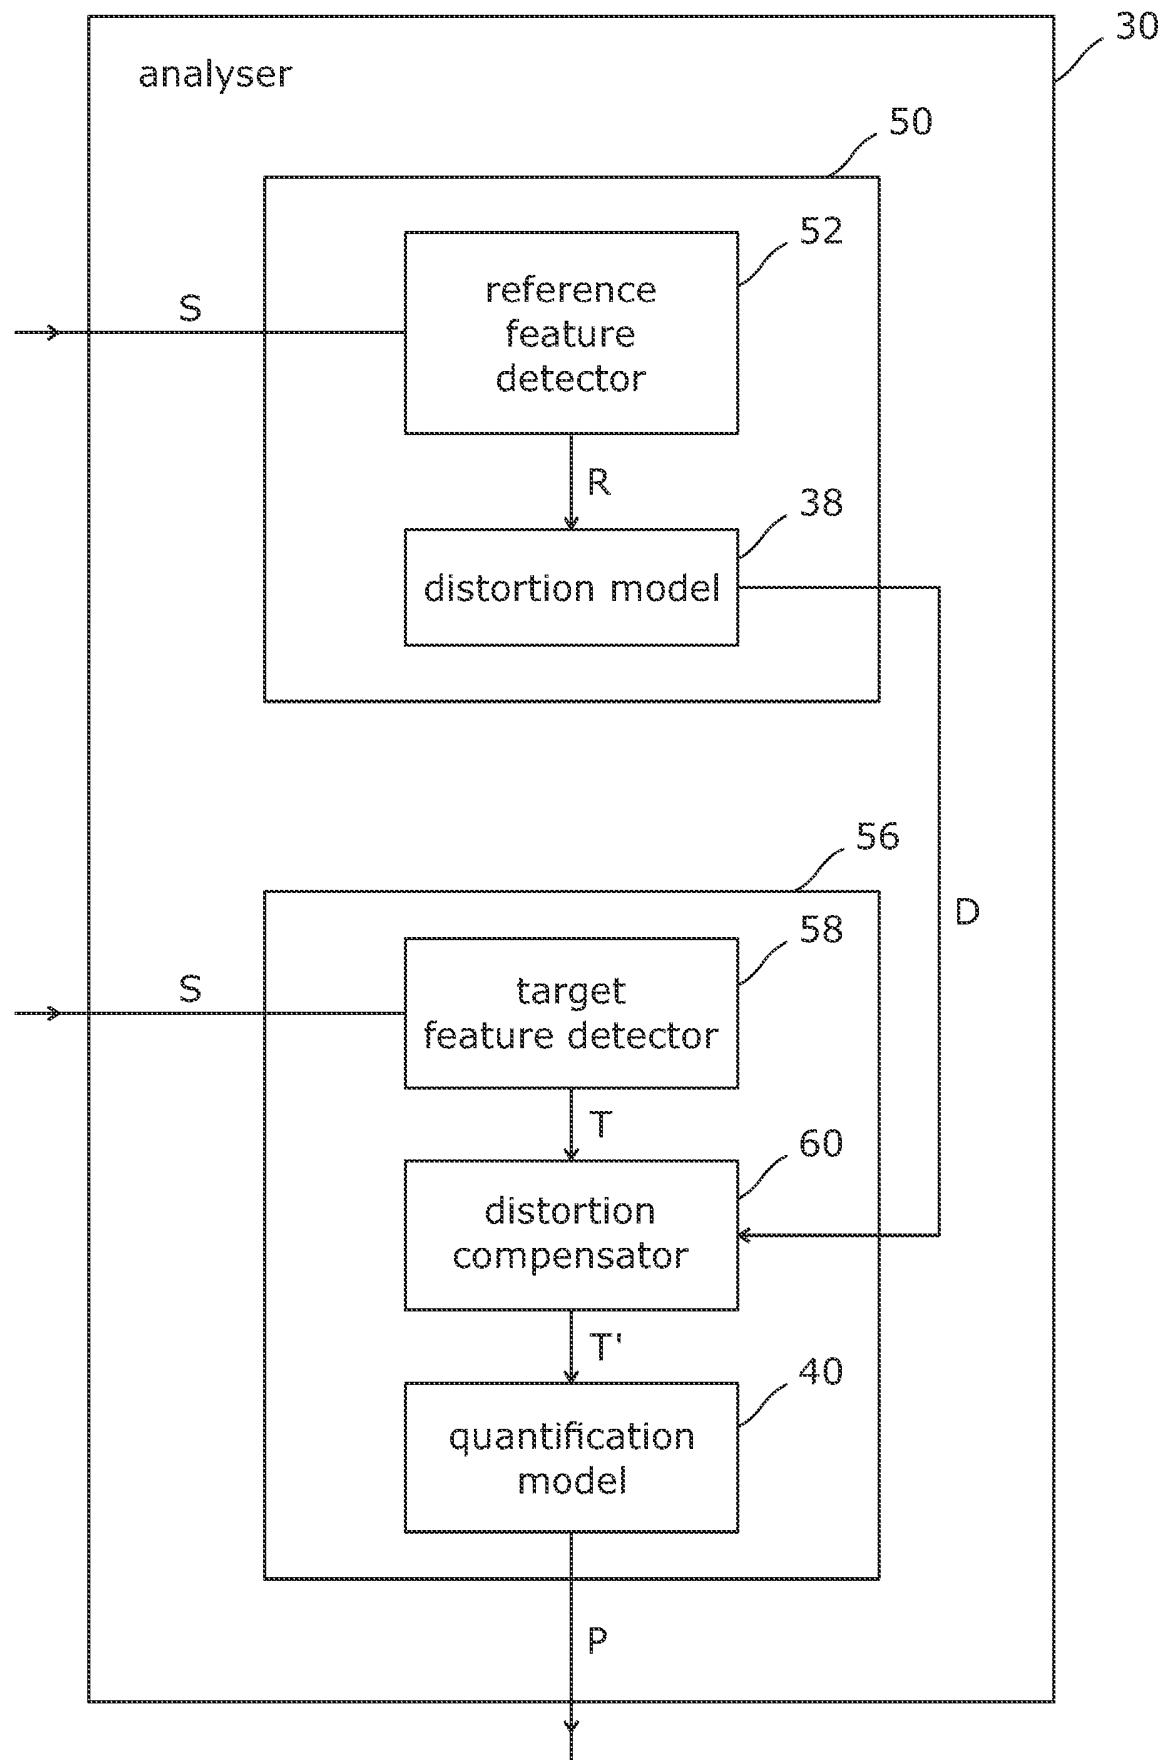 30
analyser
50
52
reference
feature
detector
S
R
38
distortion model
56
D
58
S
target
feature detector
T
60
distortion
compensator
T'
40
quantification
model
P